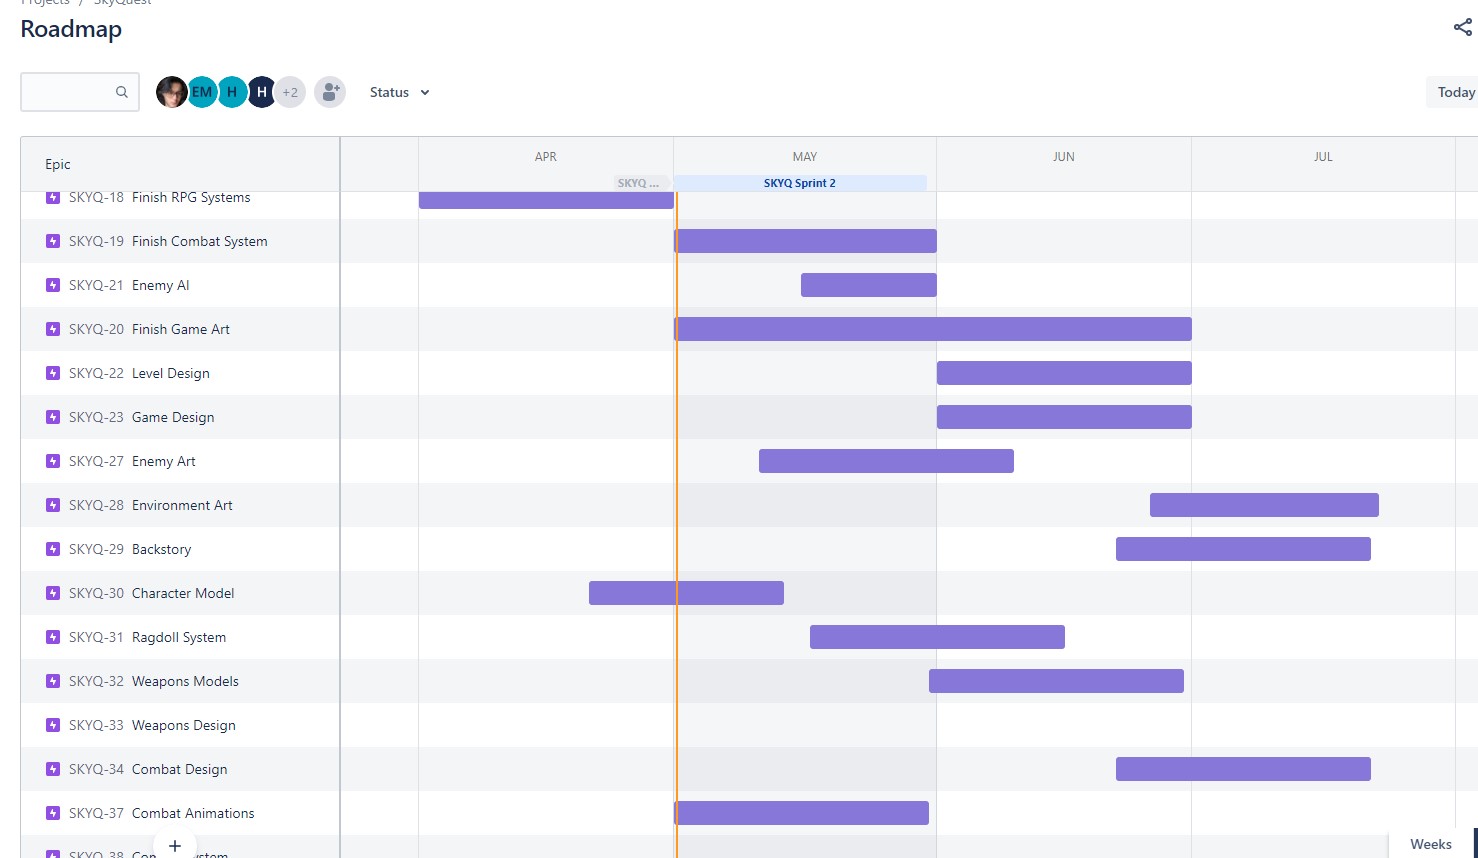 Projects / SkyQuest
Roadmap
EM H H +2 Status Today
Epic APR MAY JUN JUL
SKYQ ... SKYQ Sprint 2
SKYQ-18 Finish RPG Systems
SKYQ-19 Finish Combat System
SKYQ-21 Enemy AI
SKYQ-20 Finish Game Art
SKYQ-22 Level Design
SKYQ-23 Game Design
SKYQ-27 Enemy Art
SKYQ-28 Environment Art
SKYQ-29 Backstory
SKYQ-30 Character Model
SKYQ-31 Ragdoll System
SKYQ-32 Weapons Models
SKYQ-33 Weapons Design
SKYQ-34 Combat Design
SKYQ-37 Combat Animations
SKYQ-38
Weeks